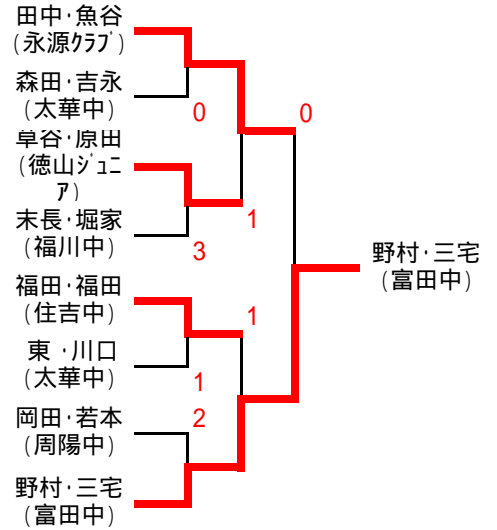 田中・魚谷
(永源クラブ)
0
森田・吉永
(太華中)
0
草谷・原田
(徳山ジュニ
ア)
1
末長・堀家
(福川中)
3
野村・三宅
(富田中)
福田・福田
(住吉中)
1
東 ・川口
(太華中)
1
岡田・若本
(周陽中)
2
野村・三宅
(富田中)